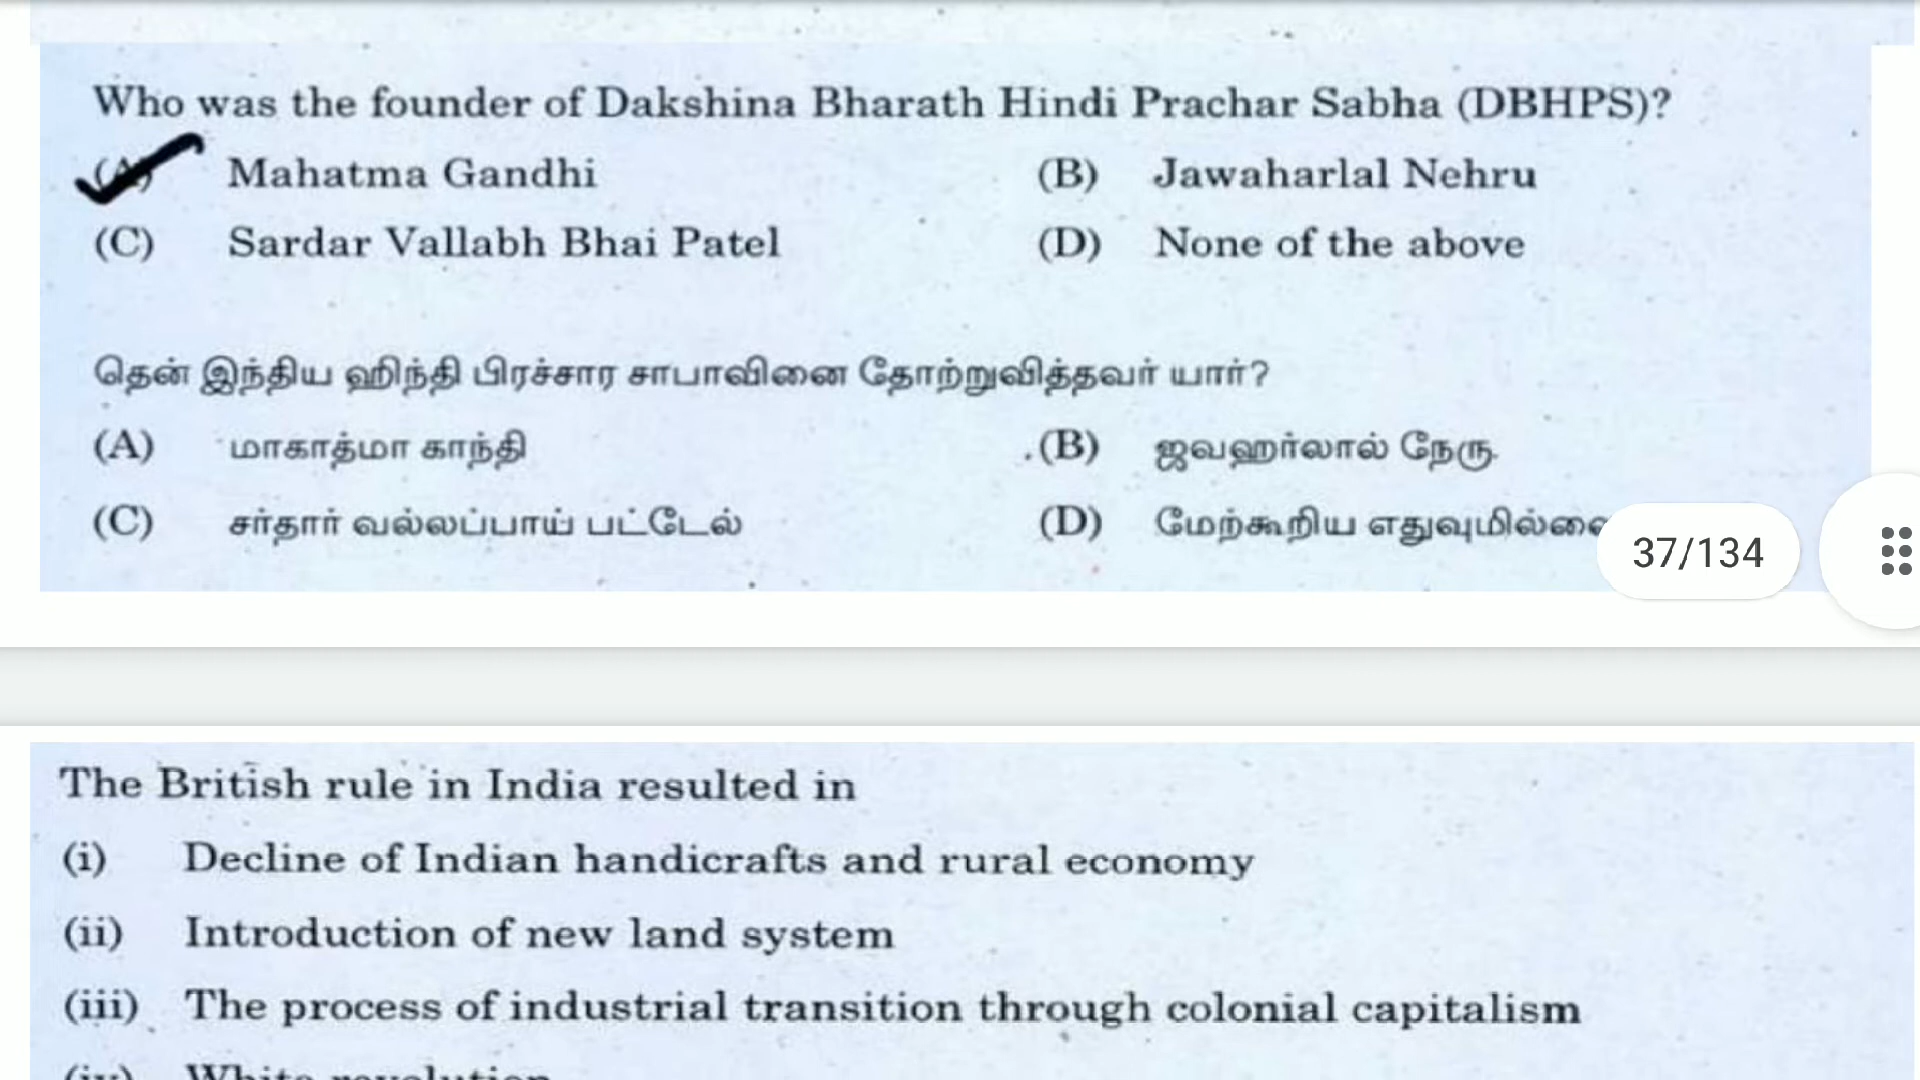 Who was the founder of Dakshina Bharath Hindi Prachar Sabha (DBHPS)?
(A) Mahatma Gandhi (B) Jawaharlal Nehru
(C) Sardar Vallabh Bhai Patel (D) None of the above
தென் இந்திய ஹிந்தி பிரச்சார சாபாவினை தோற்றுவித்தவர் யார்?
(A) மாகாத்மா காந்தி (B) ஜவஹர்லால் நேரு
(C) சர்தார் வல்லப்பாய் பட்டேல் (D) மேற்கூறிய
37/134
The British rule in India resulted in
(i) Decline of Indian handicrafts and rural economy
(ii) Introduction of new land system
(iii) The process of industrial transition through colonial capitalism
(iv) White revolution